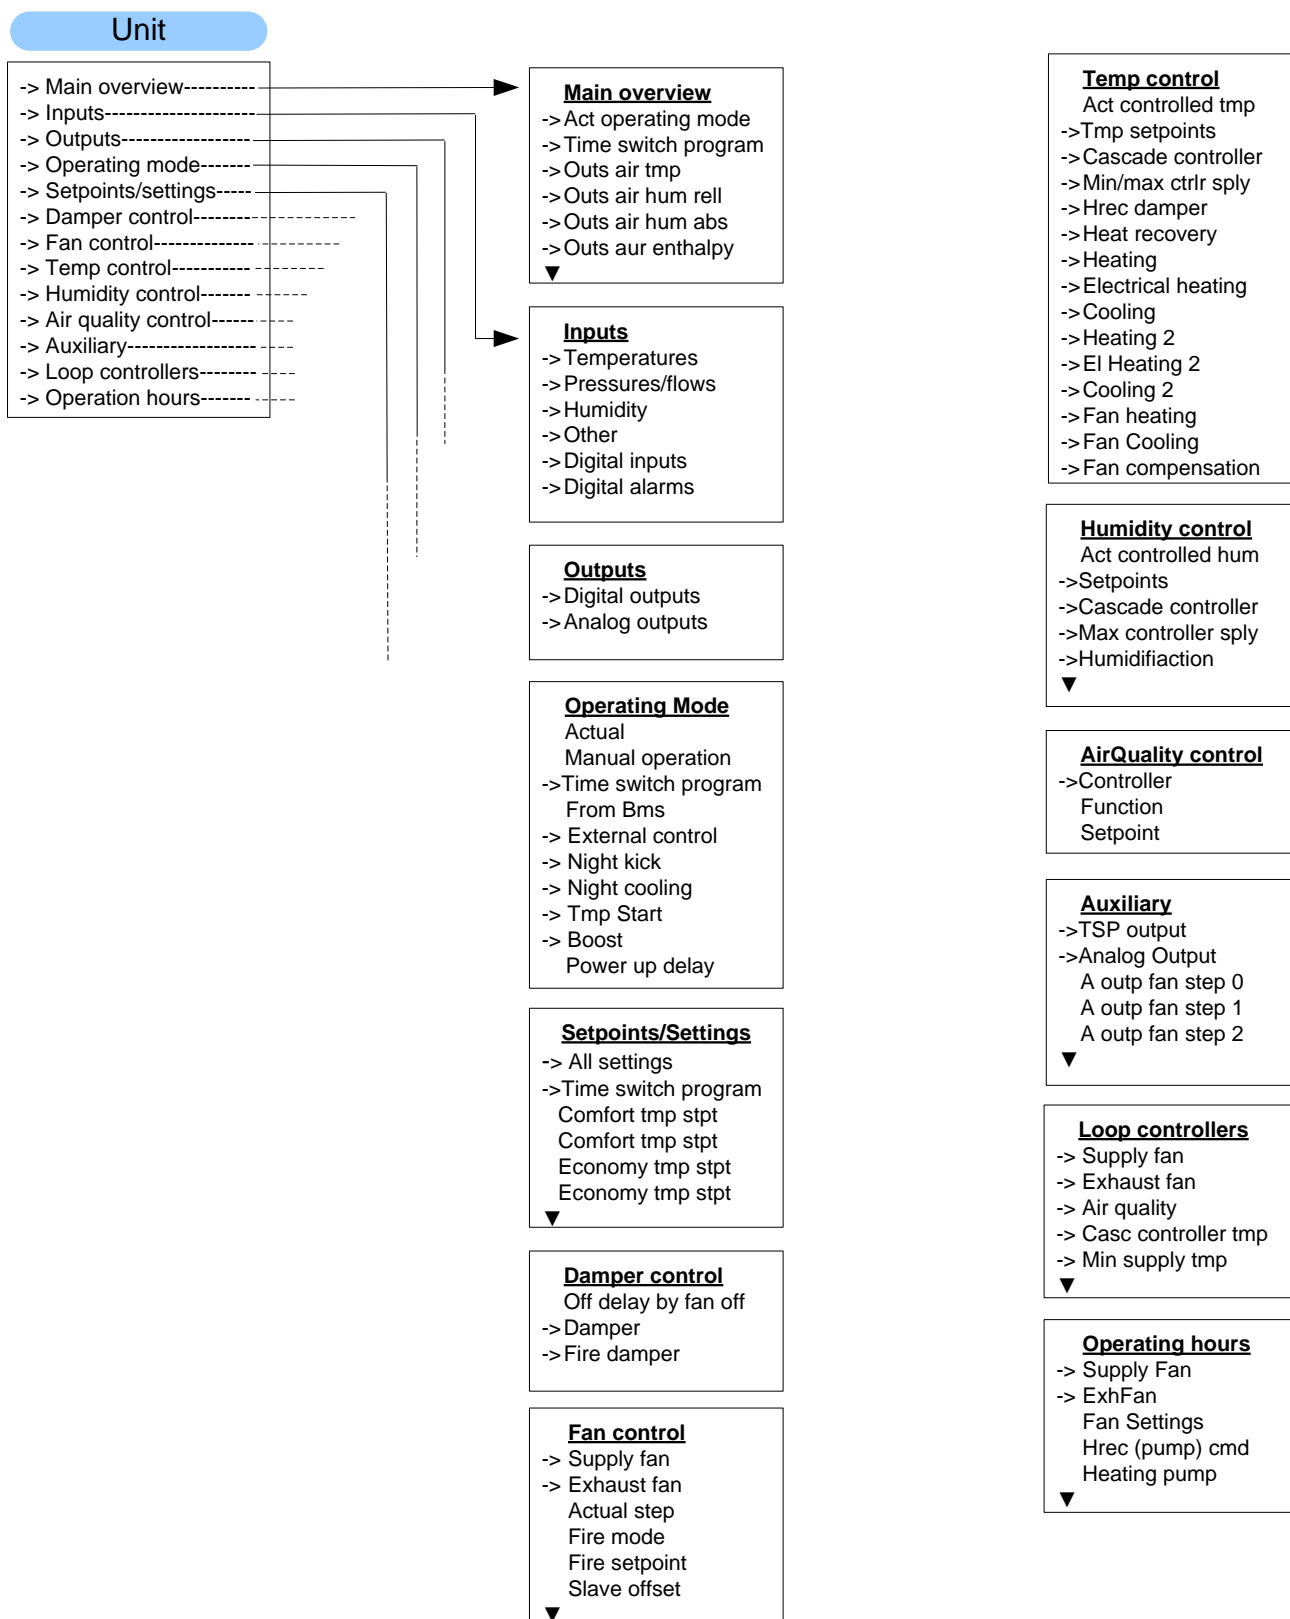 Unit
-> Main overview----------
-> Inputs---------------------
-> Outputs------------------
-> Operating mode-------
-> Setpoints/settings-----
-> Damper control--------
-> Fan control--------------
-> Temp control-----------
-> Humidity control-------
-> Air quality control------
-> Auxiliary------------------
-> Loop controllers--------
-> Operation hours-------
Main overview
->Act operating mode
->Time switch program
->Outs air tmp
->Outs air hum rell
->Outs air hum abs
->Outs aur enthalpy
▼
Inputs
->Temperatures
->Pressures/flows
->Humidity
->Other
->Digital inputs
->Digital alarms
Outputs
->Digital outputs
->Analog outputs
Operating Mode
Actual
Manual operation
->Time switch program
From Bms
-> External control
-> Night kick
-> Night cooling
-> Tmp Start
-> Boost
Power up delay
Setpoints/Settings
-> All settings
->Time switch program
Comfort tmp stpt
Comfort tmp stpt
Economy tmp stpt
Economy tmp stpt
▼
Damper control
Off delay by fan off
->Damper
->Fire damper
Fan control
-> Supply fan
-> Exhaust fan
Actual step
Fire mode
Fire setpoint
Slave offset
▼
Temp control
Act controlled tmp
->Tmp setpoints
->Cascade controller
->Min/max ctrlr sply
->Hrec damper
->Heat recovery
->Heating
->Electrical heating
->Cooling
->Heating 2
->El Heating 2
->Cooling 2
->Fan heating
->Fan Cooling
->Fan compensation
Humidity control
Act controlled hum
->Setpoints
->Cascade controller
->Max controller sply
->Humidifiaction
▼
AirQuality control
->Controller
Function
Setpoint
Auxiliary
->TSP output
->Analog Output
A outp fan step 0
A outp fan step 1
A outp fan step 2
▼
Loop controllers
-> Supply fan
-> Exhaust fan
-> Air quality
-> Casc controller tmp
-> Min supply tmp
▼
Operating hours
-> Supply Fan
-> ExhFan
Fan Settings
Hrec (pump) cmd
Heating pump
▼